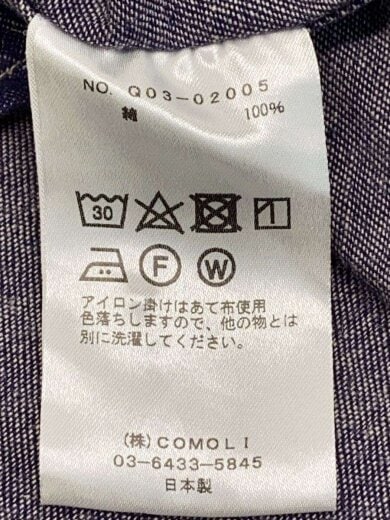 NO. Q03-02005
綿 100%
30
F W
アイロン掛けはあて布使用
色落ちしますので、他の物とは
別に洗濯してください。
(株)COMOLI
03-6433-5845
日本製